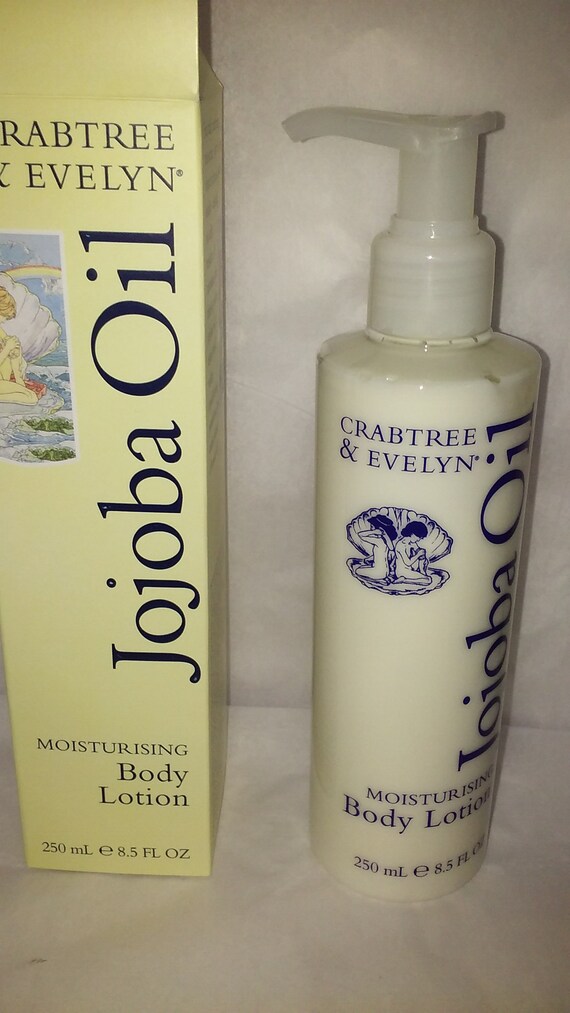 RABTREE
& EVELYN®
Jojoba Oil
MOISTURISING
Body
Lotion
250 mL e 8.5 FL OZ
CRABTREE
& EVELYN®
Jojoba Oil
MOISTURISING
Body Lotion
250 mL e 8.5 FL OZ